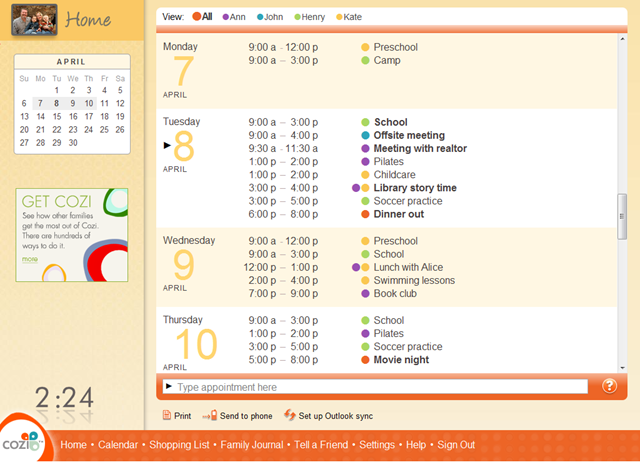 Home
APRIL
Su Mo Tu We Th Fr Sa
1 2 3 4 5
6 7 8 9 10 11 12
13 14 15 16 17 18 19
20 21 22 23 24 25 26
27 28 29 30
GET COZI
See how other families
get the most out of Cozi.
There are hundreds of
ways to do it.
more
2:24
View: All Ann John Henry Kate
Monday
7
APRIL
9:00 a - 12:00 p Preschool
9:00 a – 3:00 p Camp
Tuesday
8
APRIL
9:00 a – 3:00 p School
9:00 a – 4:00 p Offsite meeting
9:30 a - 11:30 a Meeting with realtor
1:00 p – 2:00 p Pilates
1:00 p – 2:00 p Childcare
3:00 p – 4:00 p Library story time
3:00 p – 5:00 p Soccer practice
6:00 p – 8:00 p Dinner out
Wednesday
9
APRIL
9:00 a - 12:00 p Preschool
9:00 a – 3:00 p School
12:00 p – 1:00 p Lunch with Alice
2:00 p – 4:00 p Swimming lessons
7:00 p – 9:00 p Book club
Thursday
10
APRIL
9:00 a – 3:00 p School
1:00 p – 2:00 p Pilates
3:00 p – 5:00 p Soccer practice
5:00 p – 8:00 p Movie night
Type appointment here
?
Print Send to phone Set up Outlook sync
COZI
Home • Calendar • Shopping List • Family Journal • Tell a Friend • Settings • Help • Sign Out